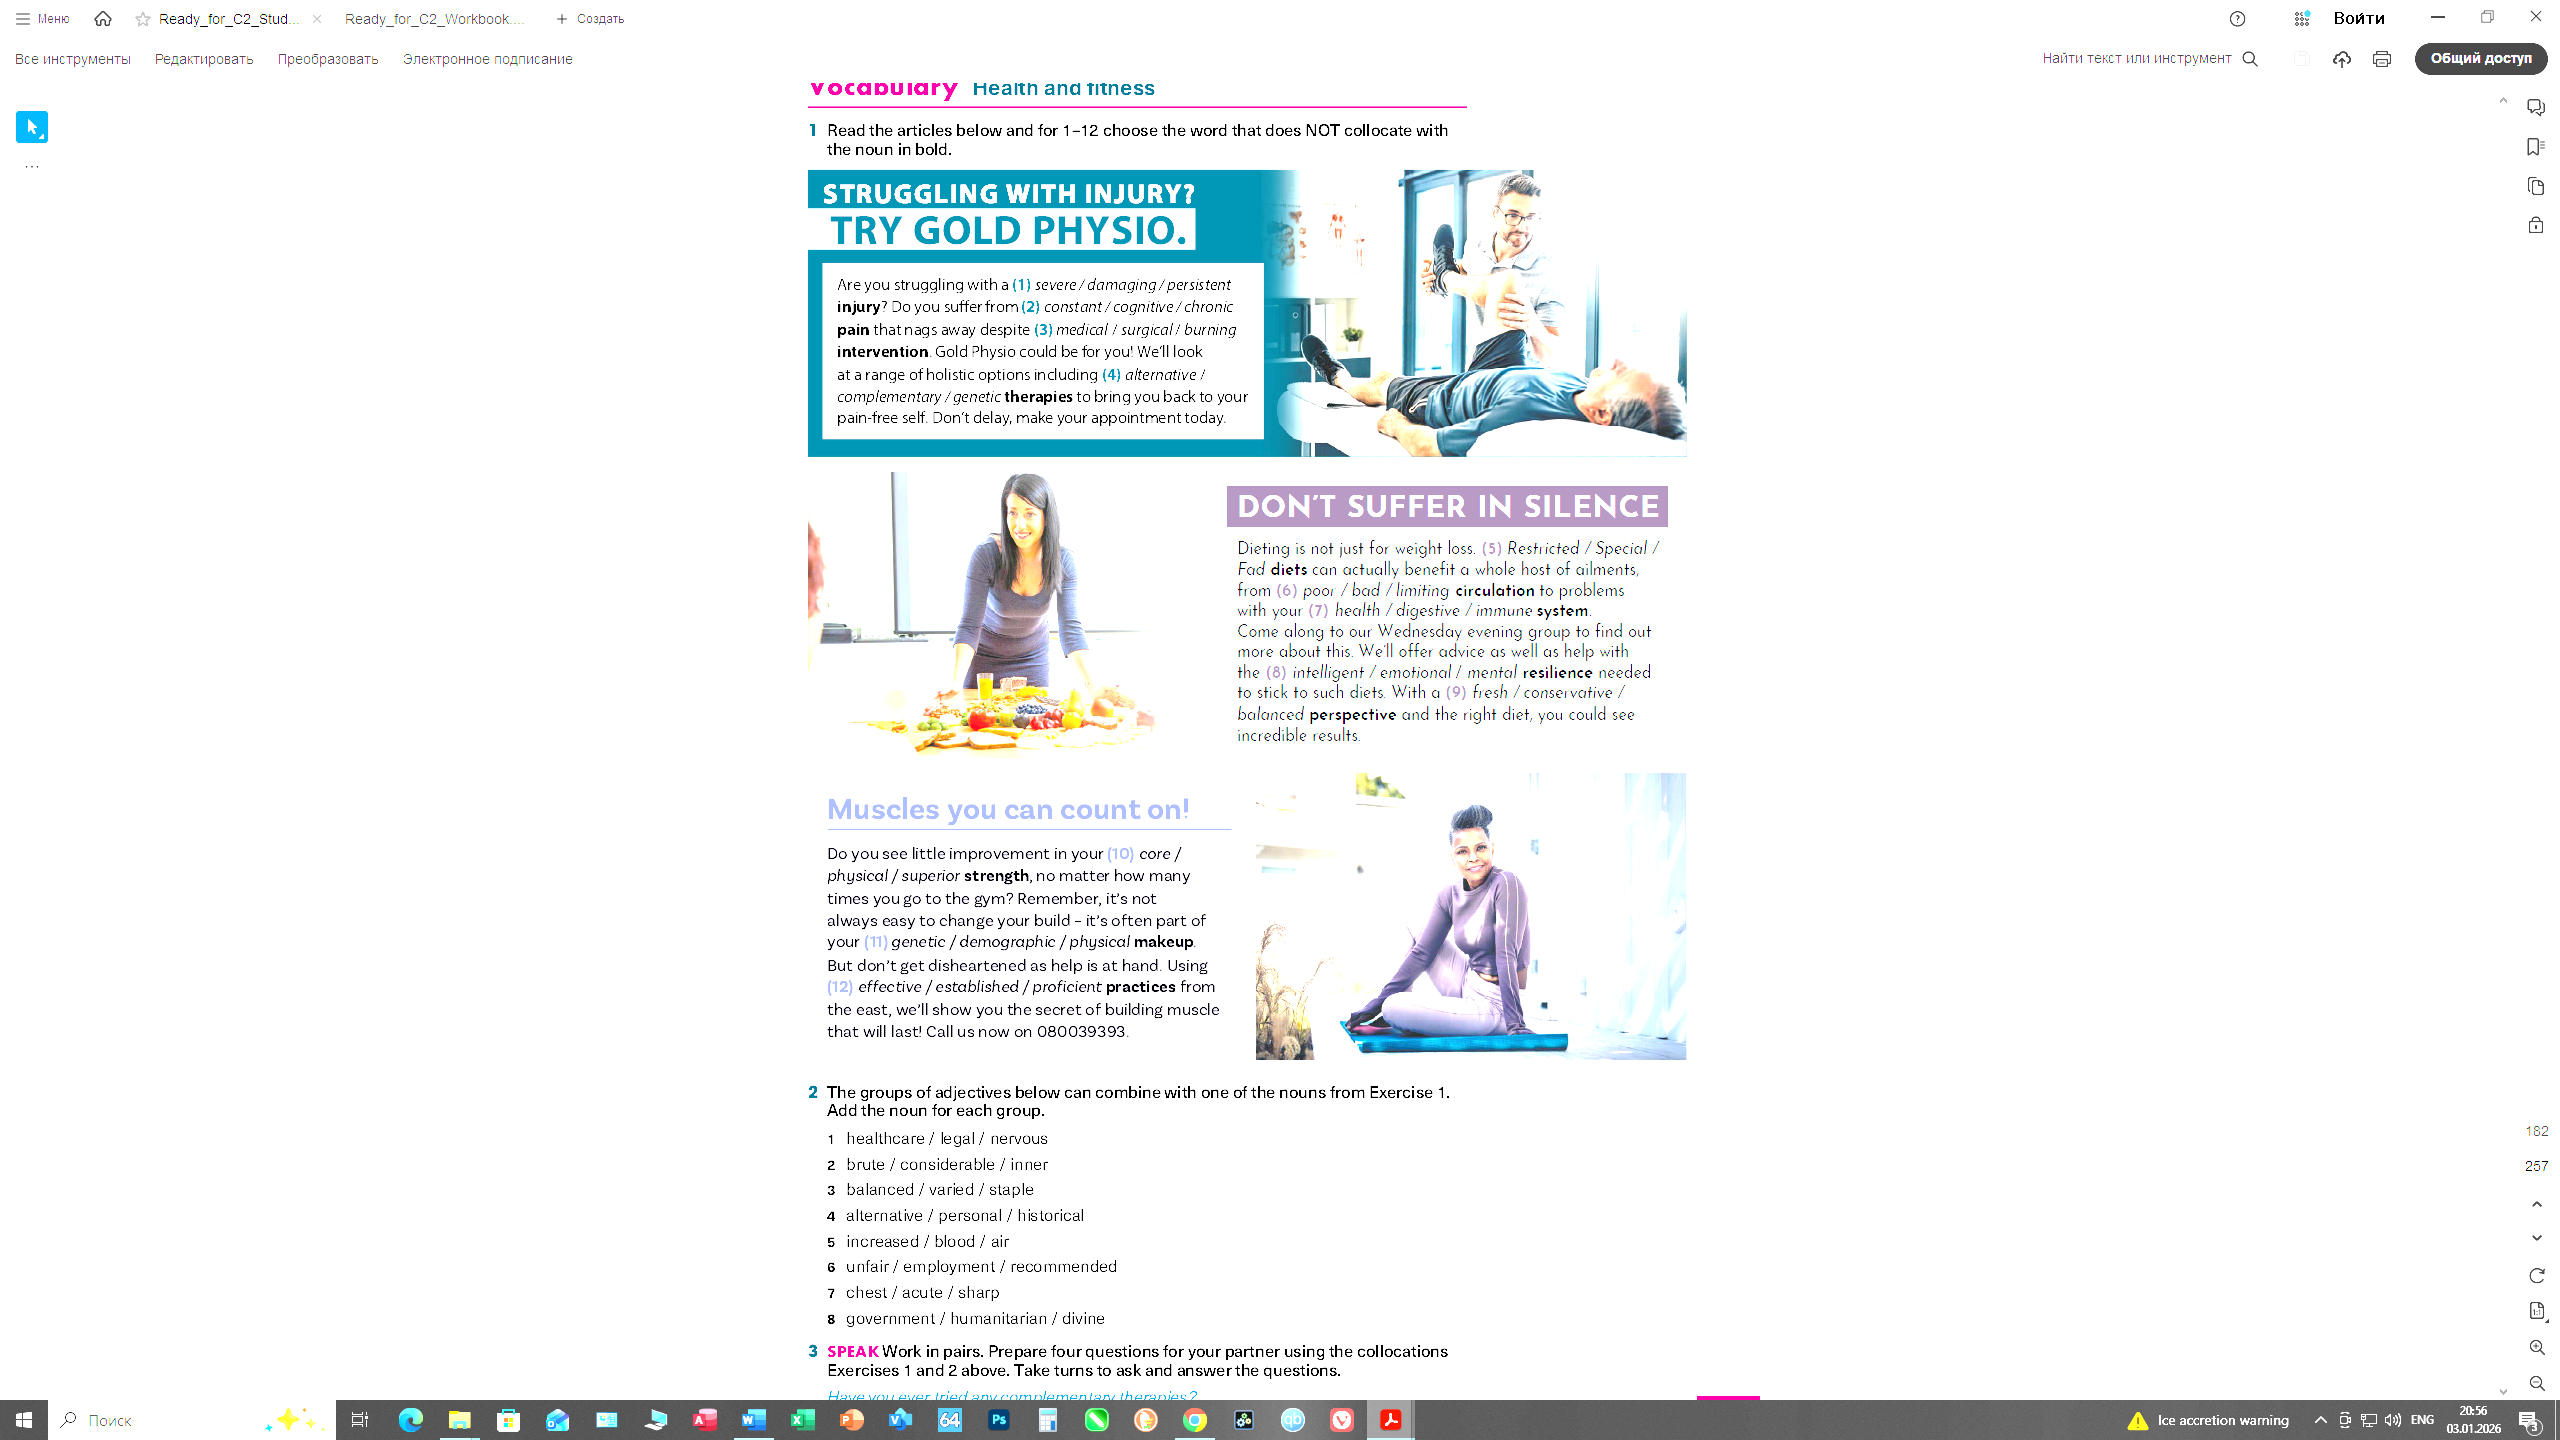 Меню
Ready_for_C2_Stud...
Ready_for_C2_Workbook....
Создать
Войти
Все инструменты
Редактировать
Преобразовать
Электронное подписание
Найти текст или инструмент
Общий доступ
Vocabulary Health and fitness
1 Read the articles below and for 1–12 choose the word that does NOT collocate with
the noun in bold.
STRUGGLING WITH INJURY?
TRY GOLD PHYSIO.
Are you struggling with a (1) severe / damaging / persistent
injury? Do you suffer from (2) constant / cognitive / chronic
pain that nags away despite (3) medical / surgical / burning
intervention. Gold Physio could be for you! We'll look
at a range of holistic options including (4) alternative /
complementary / genetic therapies to bring you back to your
pain-free self. Don't delay, make your appointment today.
DON'T SUFFER IN SILENCE
Dieting is not just for weight loss. (5) Restricted / Special /
Fad diets can actually benefit a whole host of ailments,
from (6) poor / bad / limiting circulation to problems
with your (7) health / digestive / immune system.
Come along to our Wednesday evening group to find out
more about this. We'll offer advice as well as help with
the (8) intelligent / emotional / mental resilience needed
to stick to such diets. With a (9) fresh / conservative /
balanced perspective and the right diet, you could see
incredible results.
Muscles you can count on!
Do you see little improvement in your (10) core /
physical / superior strength, no matter how many
times you go to the gym? Remember, it's not
always easy to change your build – it's often part of
your (11) genetic / demographic / physical makeup.
But don't get disheartened as help is at hand. Using
(12) effective / established / proficient practices from
the east, we'll show you the secret of building muscle
that will last! Call us now on 080039393.
2 The groups of adjectives below can combine with one of the nouns from Exercise 1.
Add the noun for each group.
1 healthcare / legal / nervous
2 brute / considerable / inner
3 balanced / varied / staple
4 alternative / personal / historical
5 increased / blood / air
6 unfair / employment / recommended
7 chest / acute / sharp
8 government / humanitarian / divine
3 SPEAK Work in pairs. Prepare four questions for your partner using the collocations
Exercises 1 and 2 above. Take turns to ask and answer the questions.
Have you ever tried any complementary therapies?
182
257
Поиск
64
Ps
qb
Ice accretion warning
ENG
20:56
03.01.2026
3